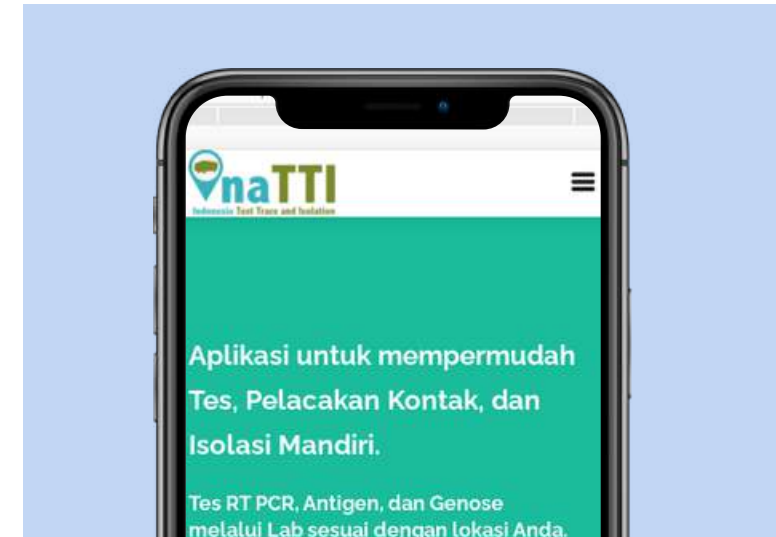 inaTTI
Indonesia Test Trace and Isolation
Aplikasi untuk mempermudah
Tes, Pelacakan Kontak, dan
Isolasi Mandiri.
Tes RT PCR, Antigen, dan Genose
melalui Lab sesuai dengan lokasi Anda.